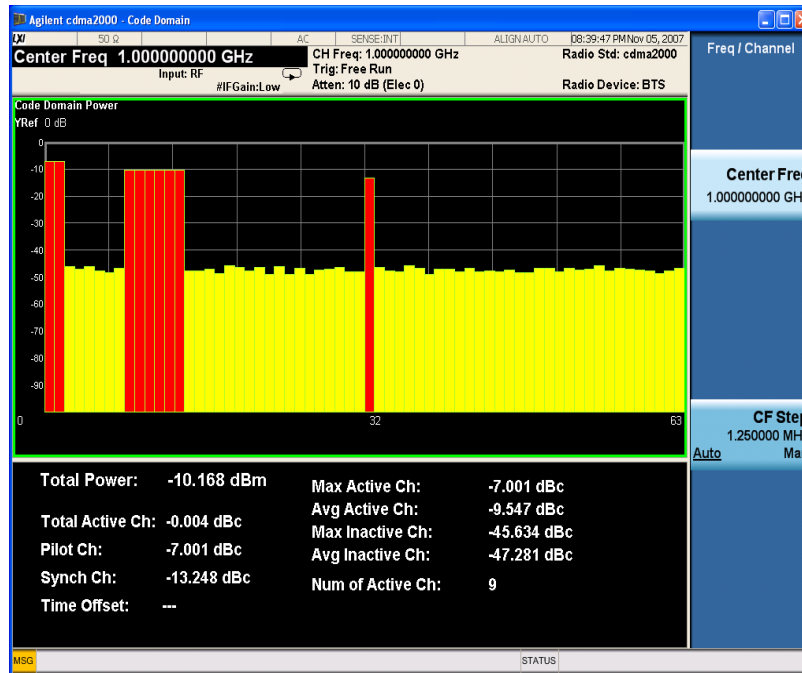 Agilent cdma2000 - Code Domain
LXI 50 Ω AC SENSE:INT ALIGN AUTO 08:39:47 PM Nov 05, 2007
Center Freq 1.000000000 GHz
Input: RF
#IFGain:Low
CH Freq: 1.000000000 GHz
Trig: Free Run
Atten: 10 dB (Elec 0)
Radio Std: cdma2000
Radio Device: BTS
Freq / Channel
Code Domain Power
YRef 0 dB
0
-10
-20
-30
-40
-50
-60
-70
-80
-90
0 32 63
Center Fre
1.000000000 GH
CF Step
1.250000 MH
Auto Ma
Total Power: -10.168 dBm
Total Active Ch: -0.004 dBc
Pilot Ch: -7.001 dBc
Synch Ch: -13.248 dBc
Time Offset: ---
Max Active Ch: -7.001 dBc
Avg Active Ch: -9.547 dBc
Max Inactive Ch: -45.634 dBc
Avg Inactive Ch: -47.281 dBc
Num of Active Ch: 9
MSG STATUS